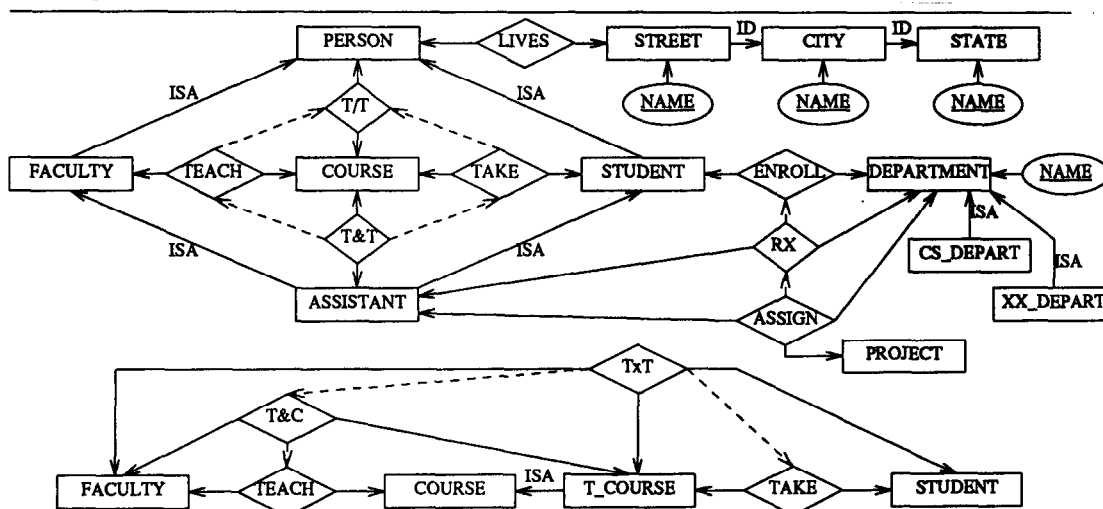 PERSON LIVES STREET ID CITY ID STATE
ISA T/T ISA NAME NAME NAME
FACULTY TEACH COURSE TAKE STUDENT ENROLL DEPARTMENT NAME
ISA T&T ISA RX ISA
CS_DEPART ISA
ASSISTANT ASSIGN XX_DEPART
PROJECT
TxT
T&C
FACULTY TEACH COURSE ISA T_COURSE TAKE STUDENT